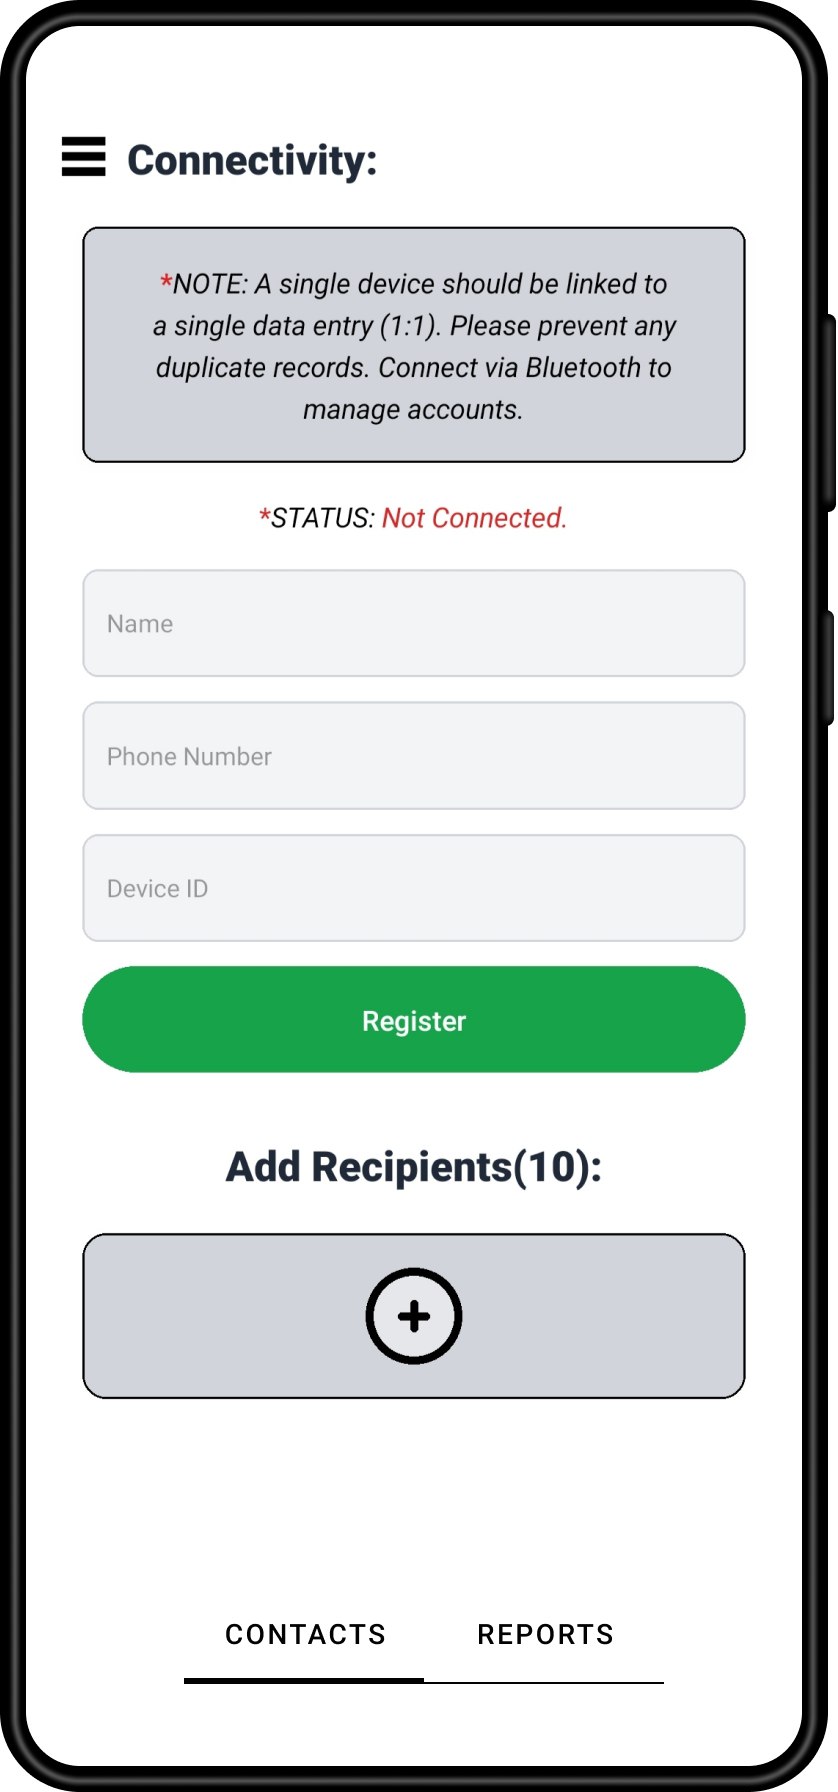 Connectivity:
*NOTE: A single device should be linked to
a single data entry (1:1). Please prevent any
duplicate records. Connect via Bluetooth to
manage accounts.
*STATUS: Not Connected.
Name
Phone Number
Device ID
Register
Add Recipients(10):
CONTACTS REPORTS